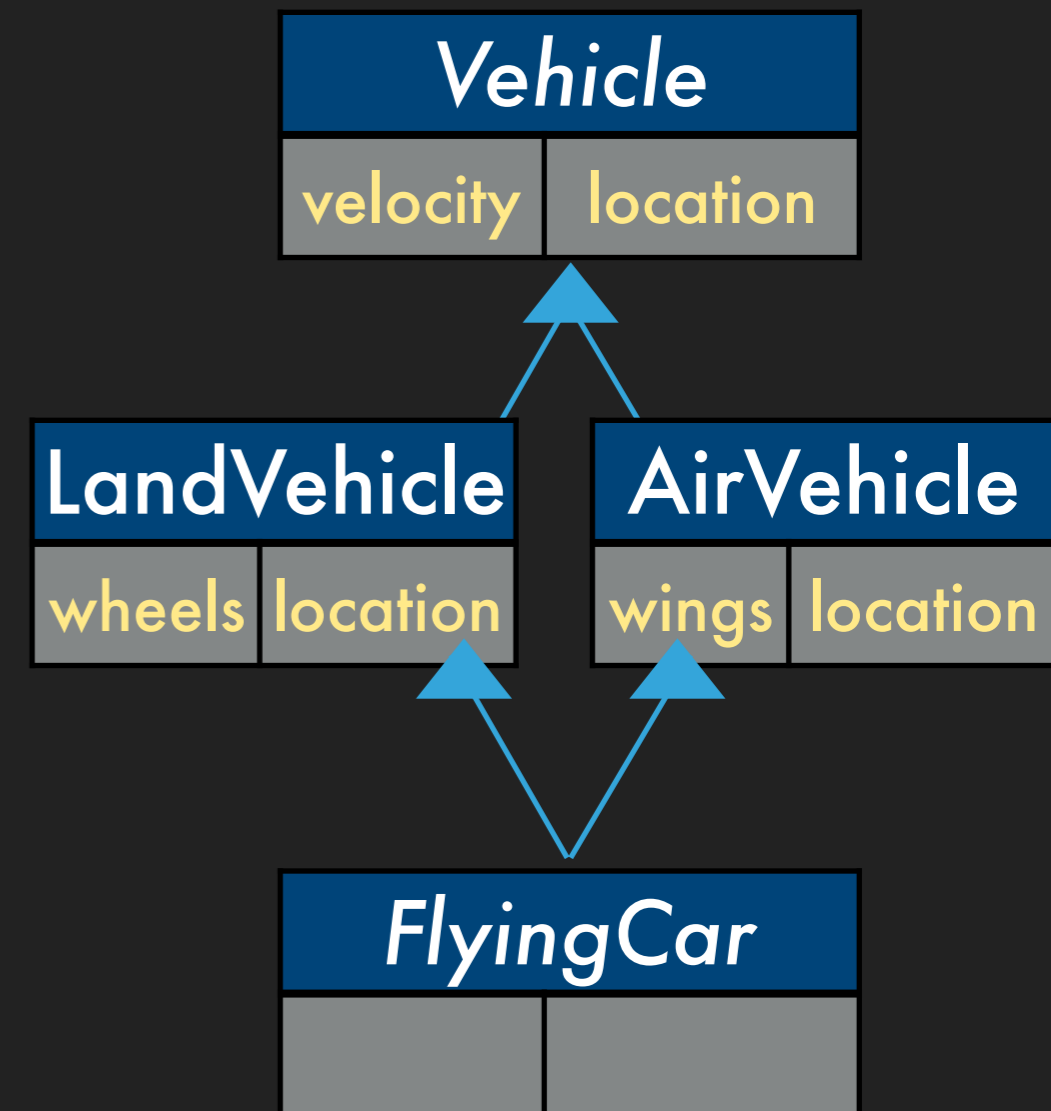 Vehicle
velocity location
LandVehicle AirVehicle
wheels location wings location
FlyingCar